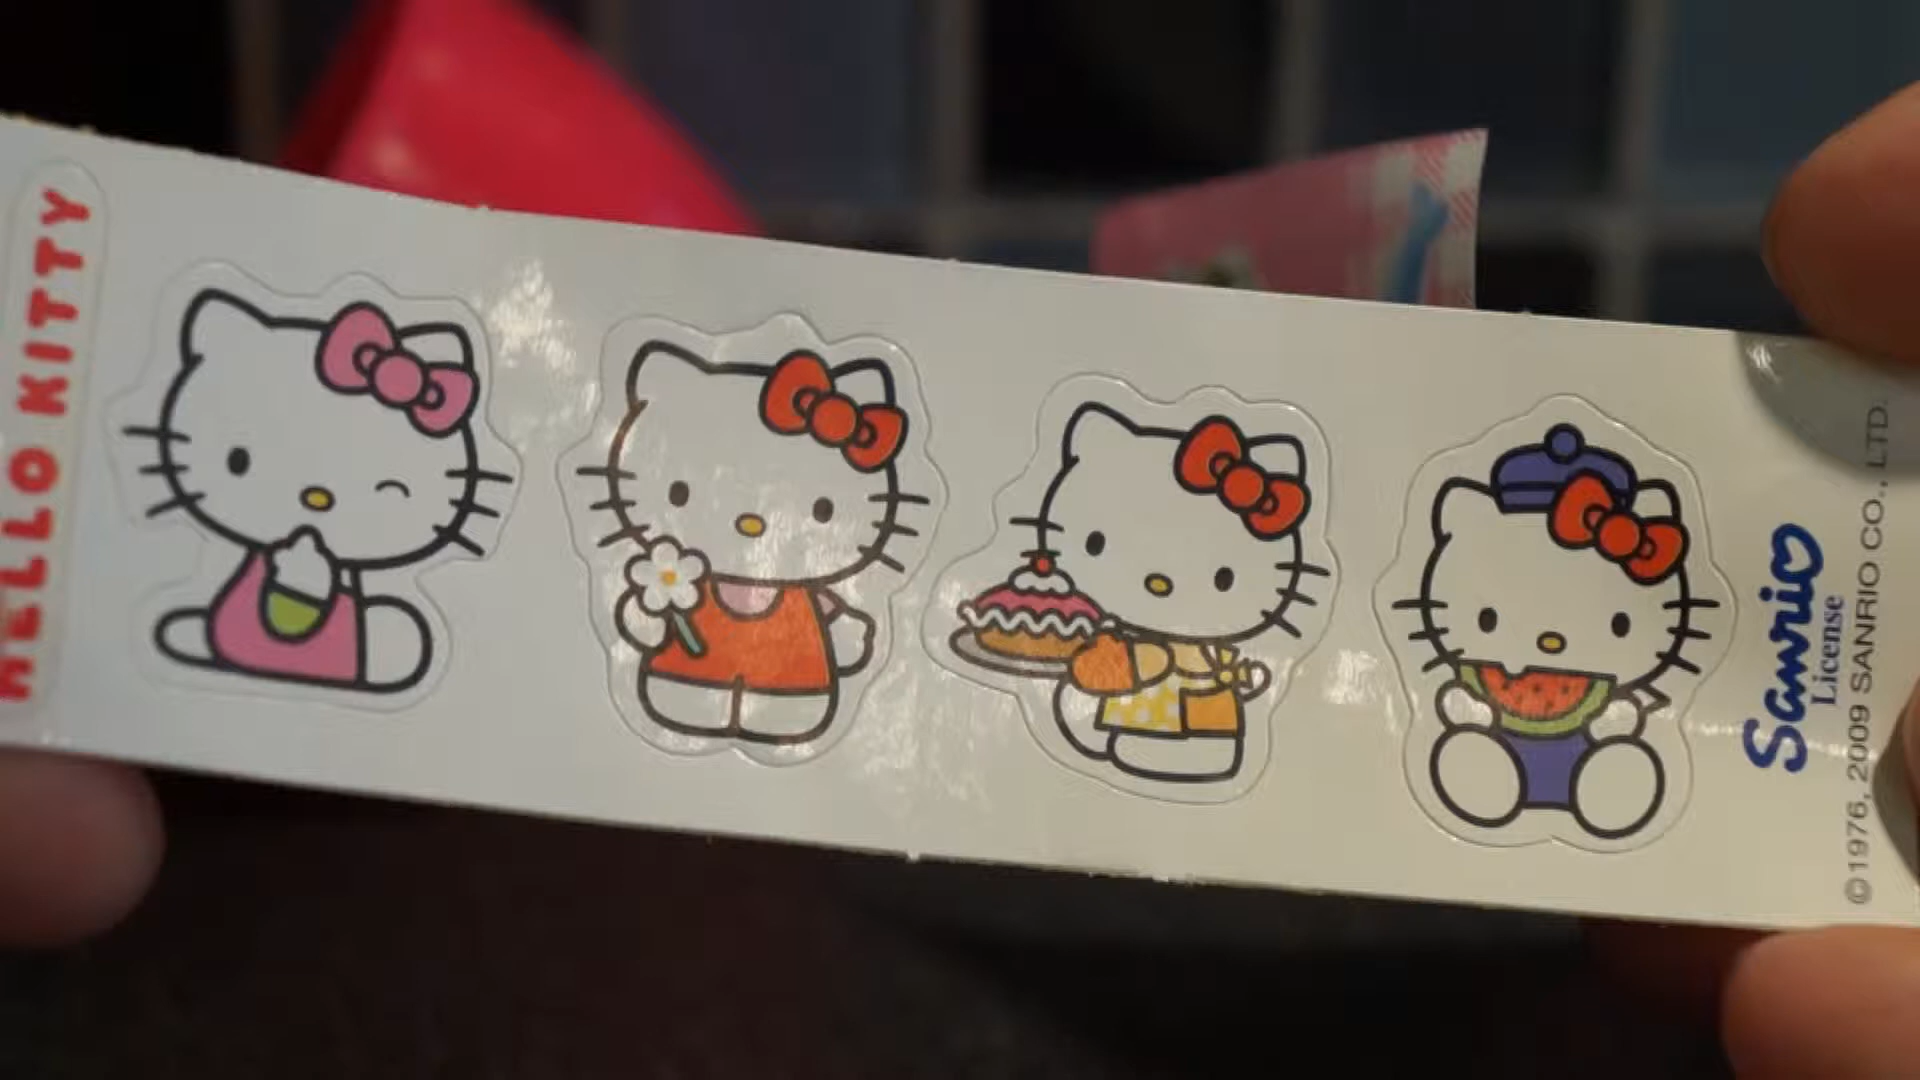 HELLO KITTY
Sanrio
License
©1976, 2009 SANRIO CO., LTD.